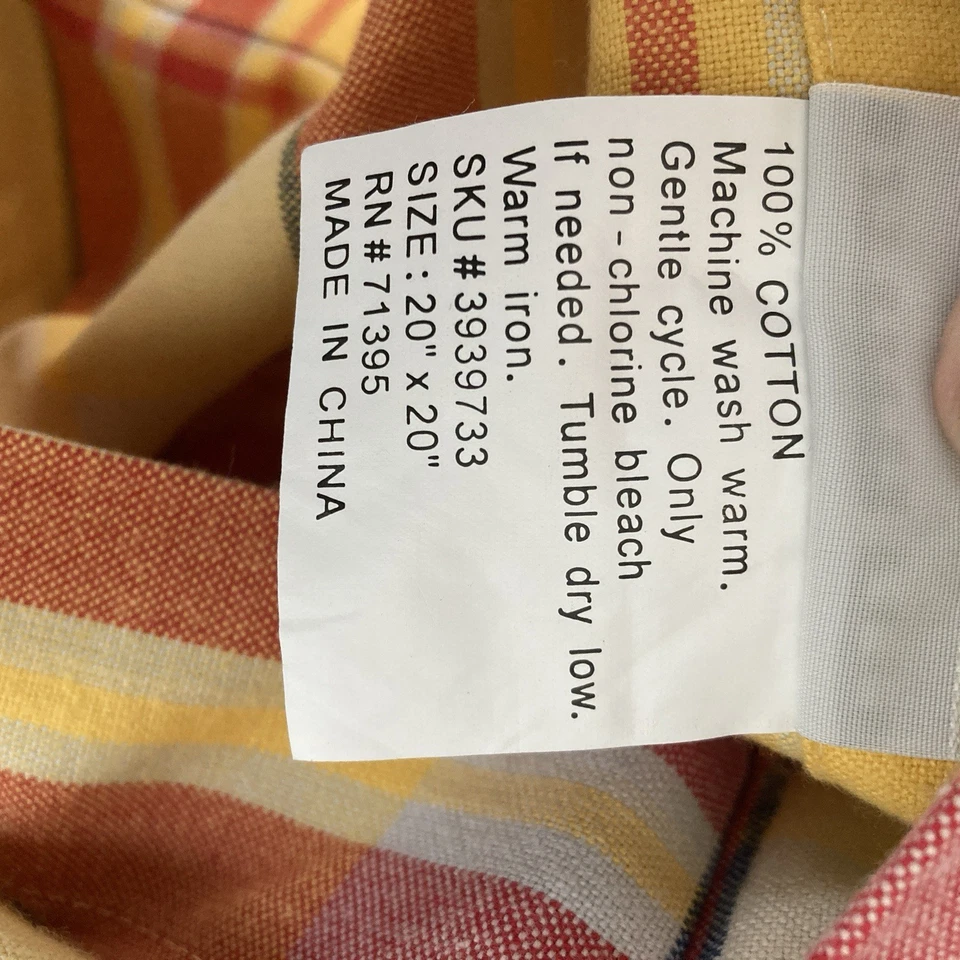 100% COTTON
Machine wash warm.
Gentle cycle. Only
non-chlorine bleach
If needed. Tumble dry low.
Warm iron.
SKU#3939733
SIZE: 20" x 20"
RN#71395
MADE IN CHINA